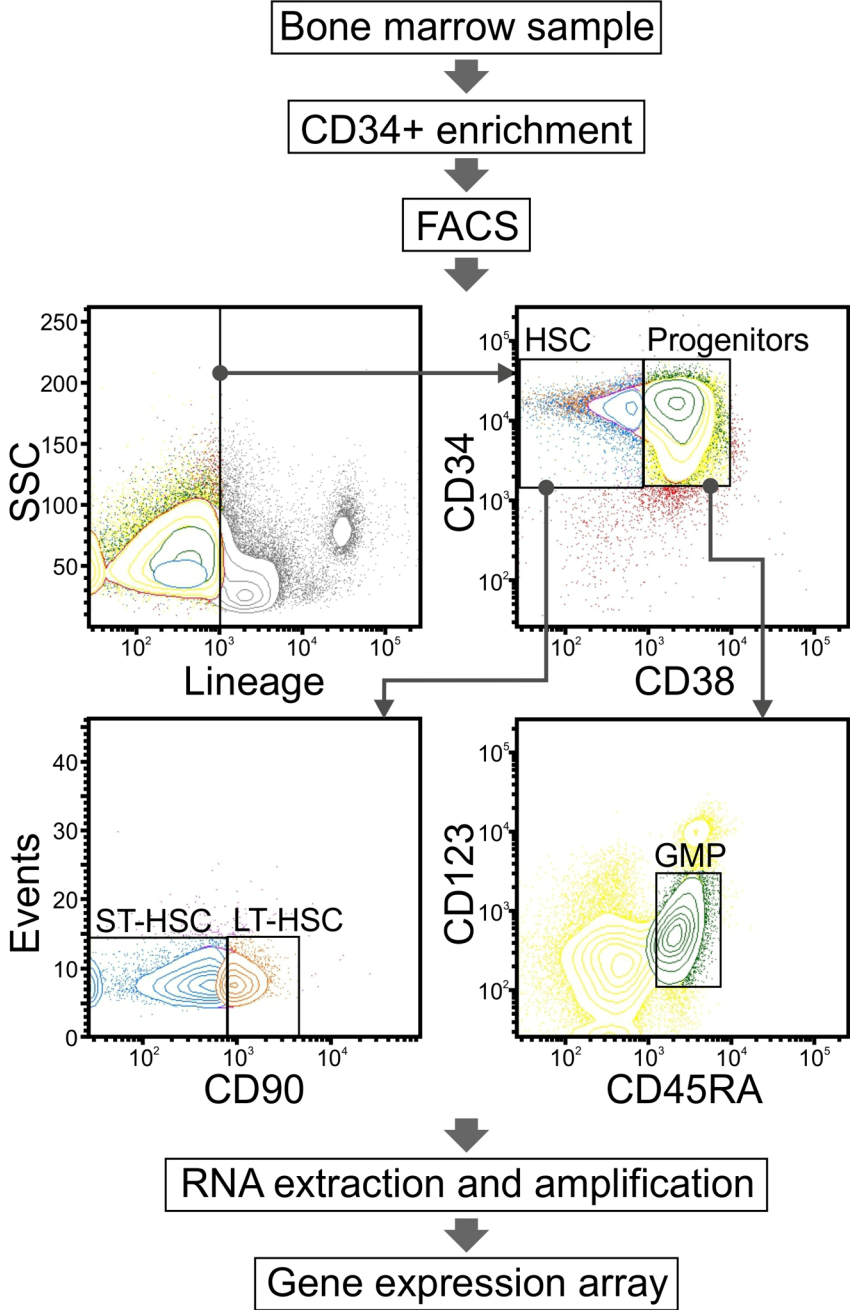 Bone marrow sample
CD34+ enrichment
FACS
SSC
250
200
150
100
50
10²
10³
10⁴
10⁵
Lineage
CD34
HSC
Progenitors
10⁵
10⁴
10³
10²
10²
10³
10⁴
10⁵
CD38
Events
40
30
20
10
0
ST-HSC
LT-HSC
10²
10³
10⁴
CD90
CD123
10⁵
10⁴
10³
10²
GMP
10²
10³
10⁴
10⁵
CD45RA
RNA extraction and amplification
Gene expression array